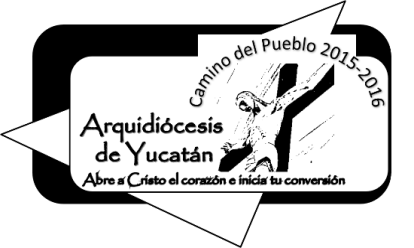 Camino del Pueblo 2015-2016
Arquidiócesis
de Yucatán
Abre a Cristo el corazón e inicia tu conversión